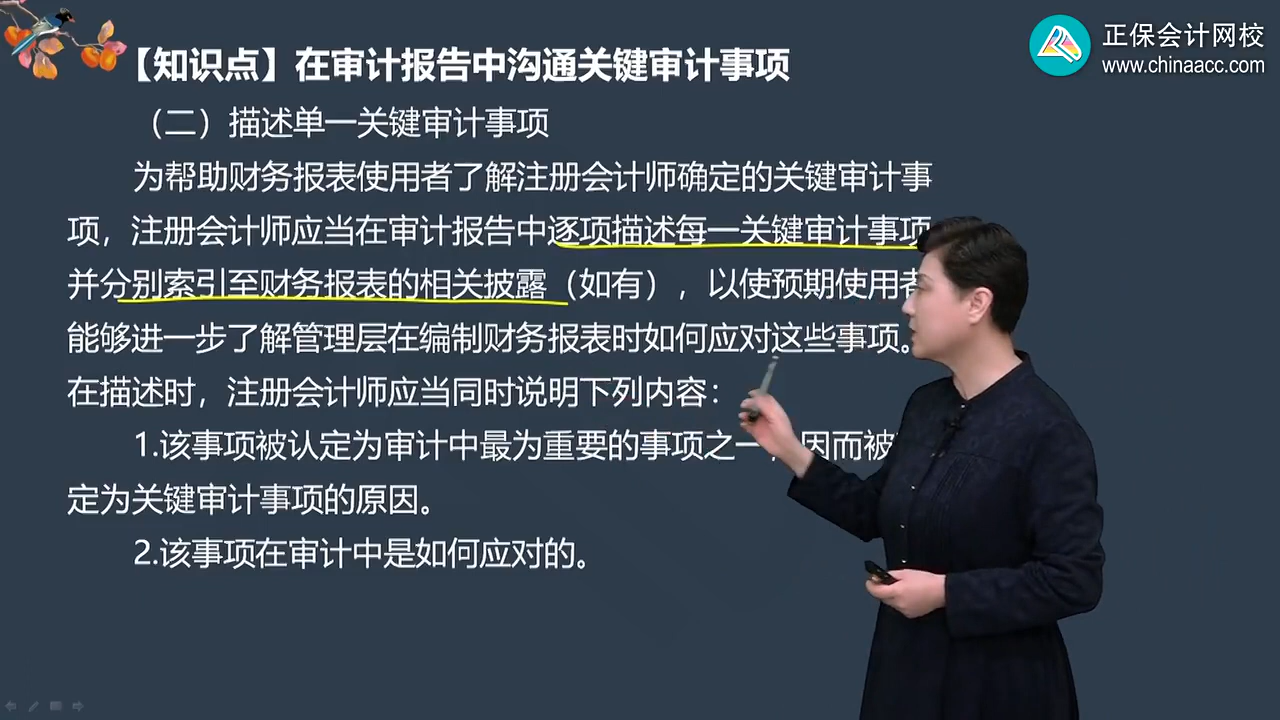 正保会计网校
www.chinaacc.com
【知识点】在审计报告中沟通关键审计事项
（二）描述单一关键审计事项
为帮助财务报表使用者了解注册会计师确定的关键审计事
项，注册会计师应当在审计报告中逐项描述每一关键审计事项
并分别索引至财务报表的相关披露（如有），以使预期使用者
能够进一步了解管理层在编制财务报表时如何应对这些事项。
在描述时，注册会计师应当同时说明下列内容：
1.该事项被认定为审计中最为重要的事项之一，因而被
定为关键审计事项的原因。
2.该事项在审计中是如何应对的。